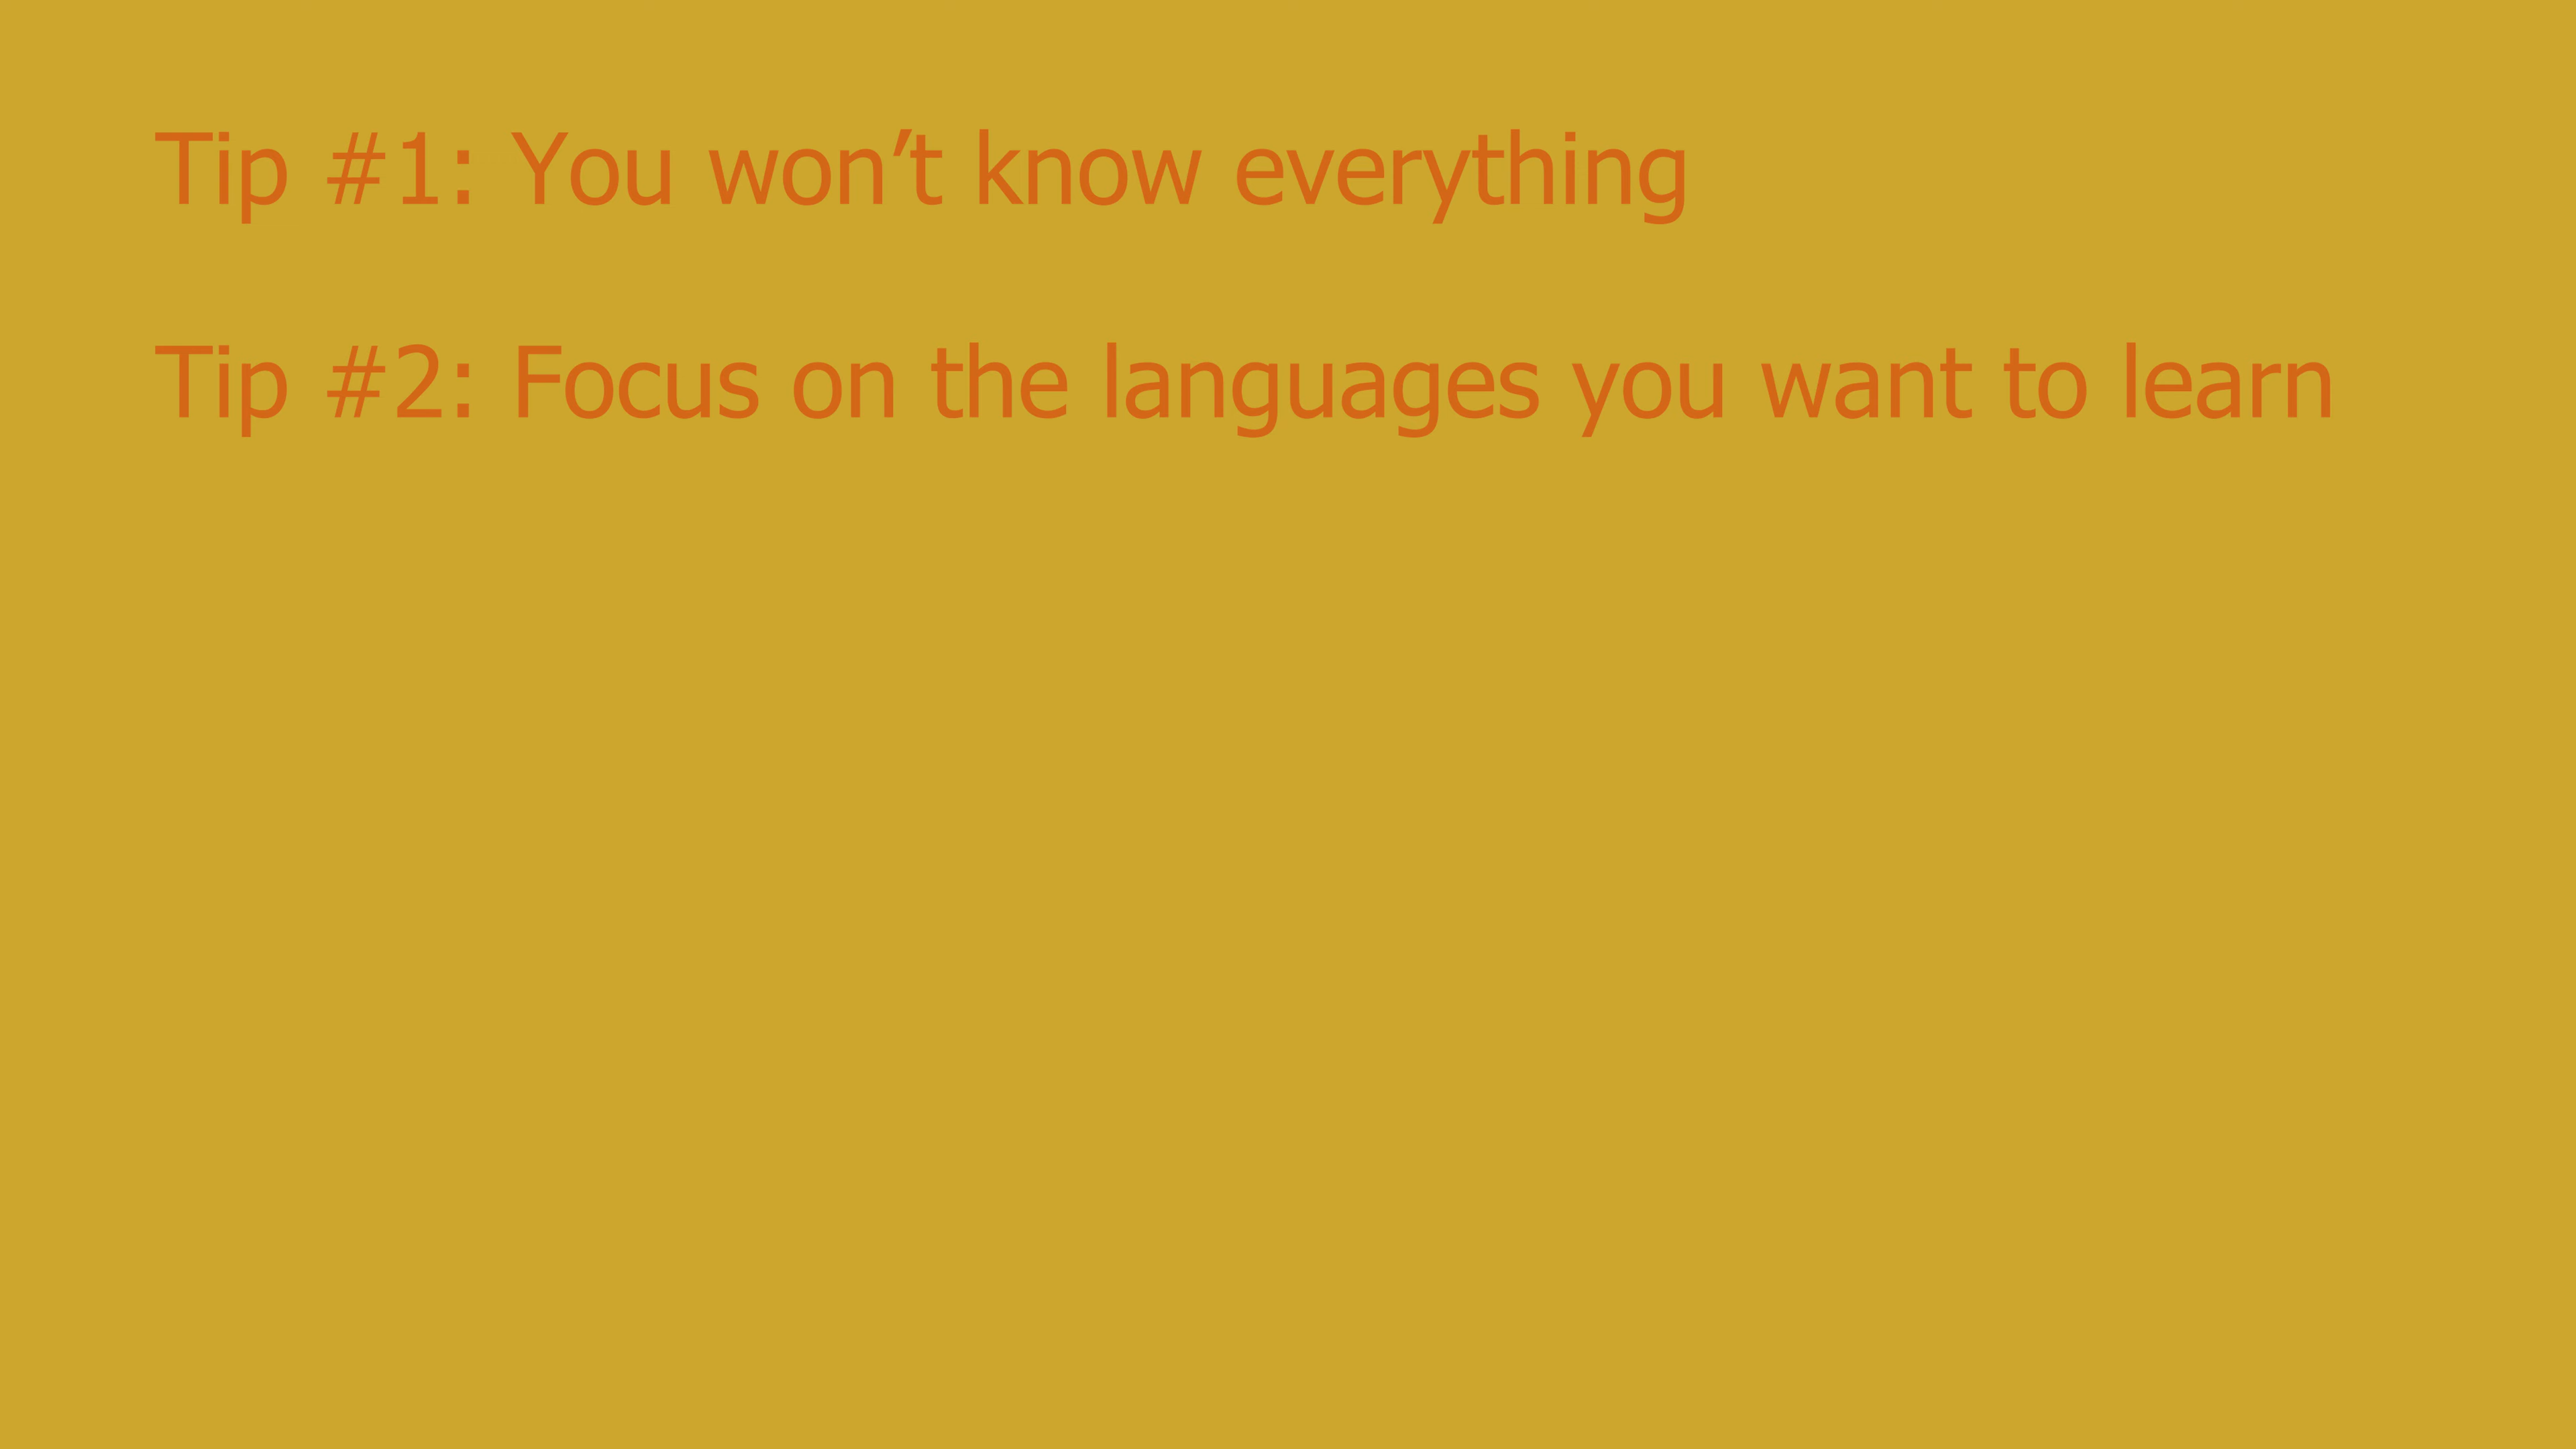 Tip #1: You won’t know everything
Tip #2: Focus on the languages you want to learn